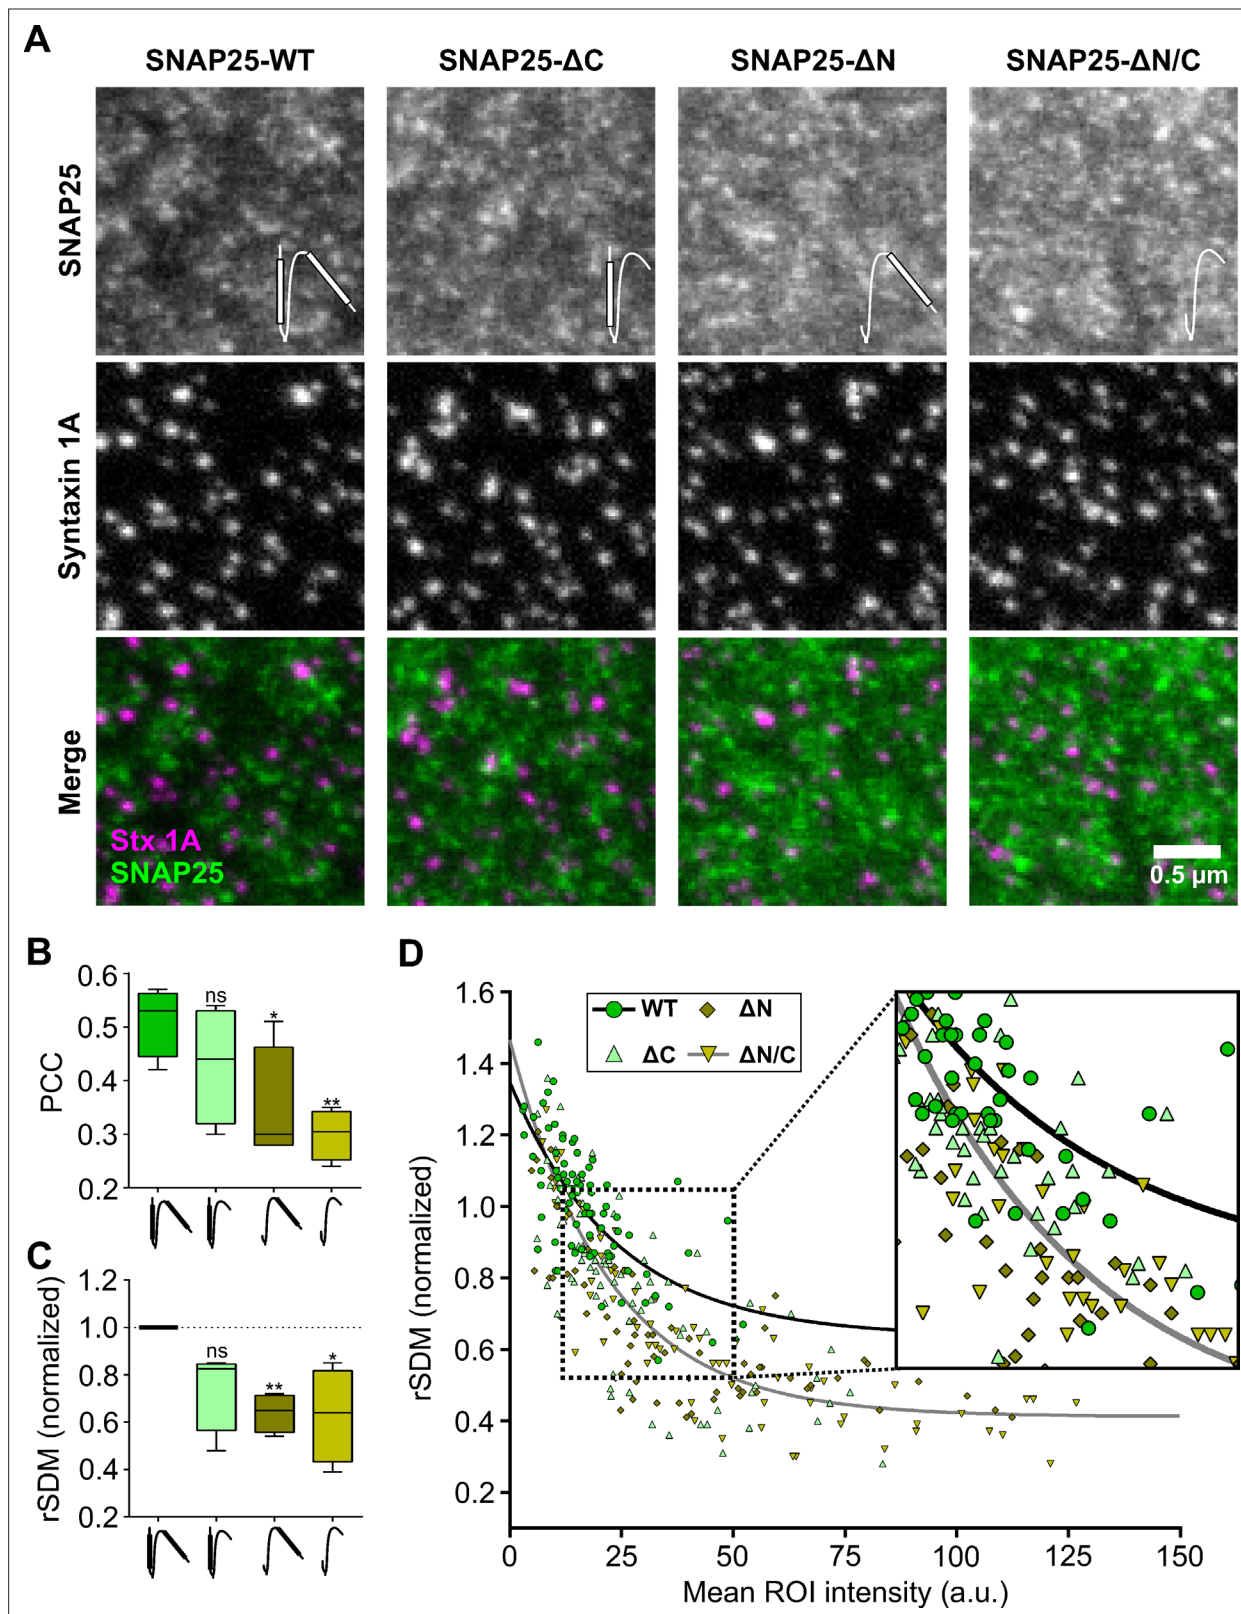 A
SNAP25-WT SNAP25-ΔC SNAP25-ΔN SNAP25-ΔN/C
SNAP25
Syntaxin 1A
Merge
Stx 1A
SNAP25
0.5 µm
B
PCC
0.6
0.5
0.4
0.3
0.2
ns * **
C
rSDM (normalized)
1.2
1.0
0.8
0.6
0.4
0.2
ns ** *
D
rSDM (normalized)
1.6
1.4
1.2
1.0
0.8
0.6
0.4
0.2
WT ΔN
ΔC ΔN/C
0 25 50 75 100 125 150
Mean ROI intensity (a.u.)